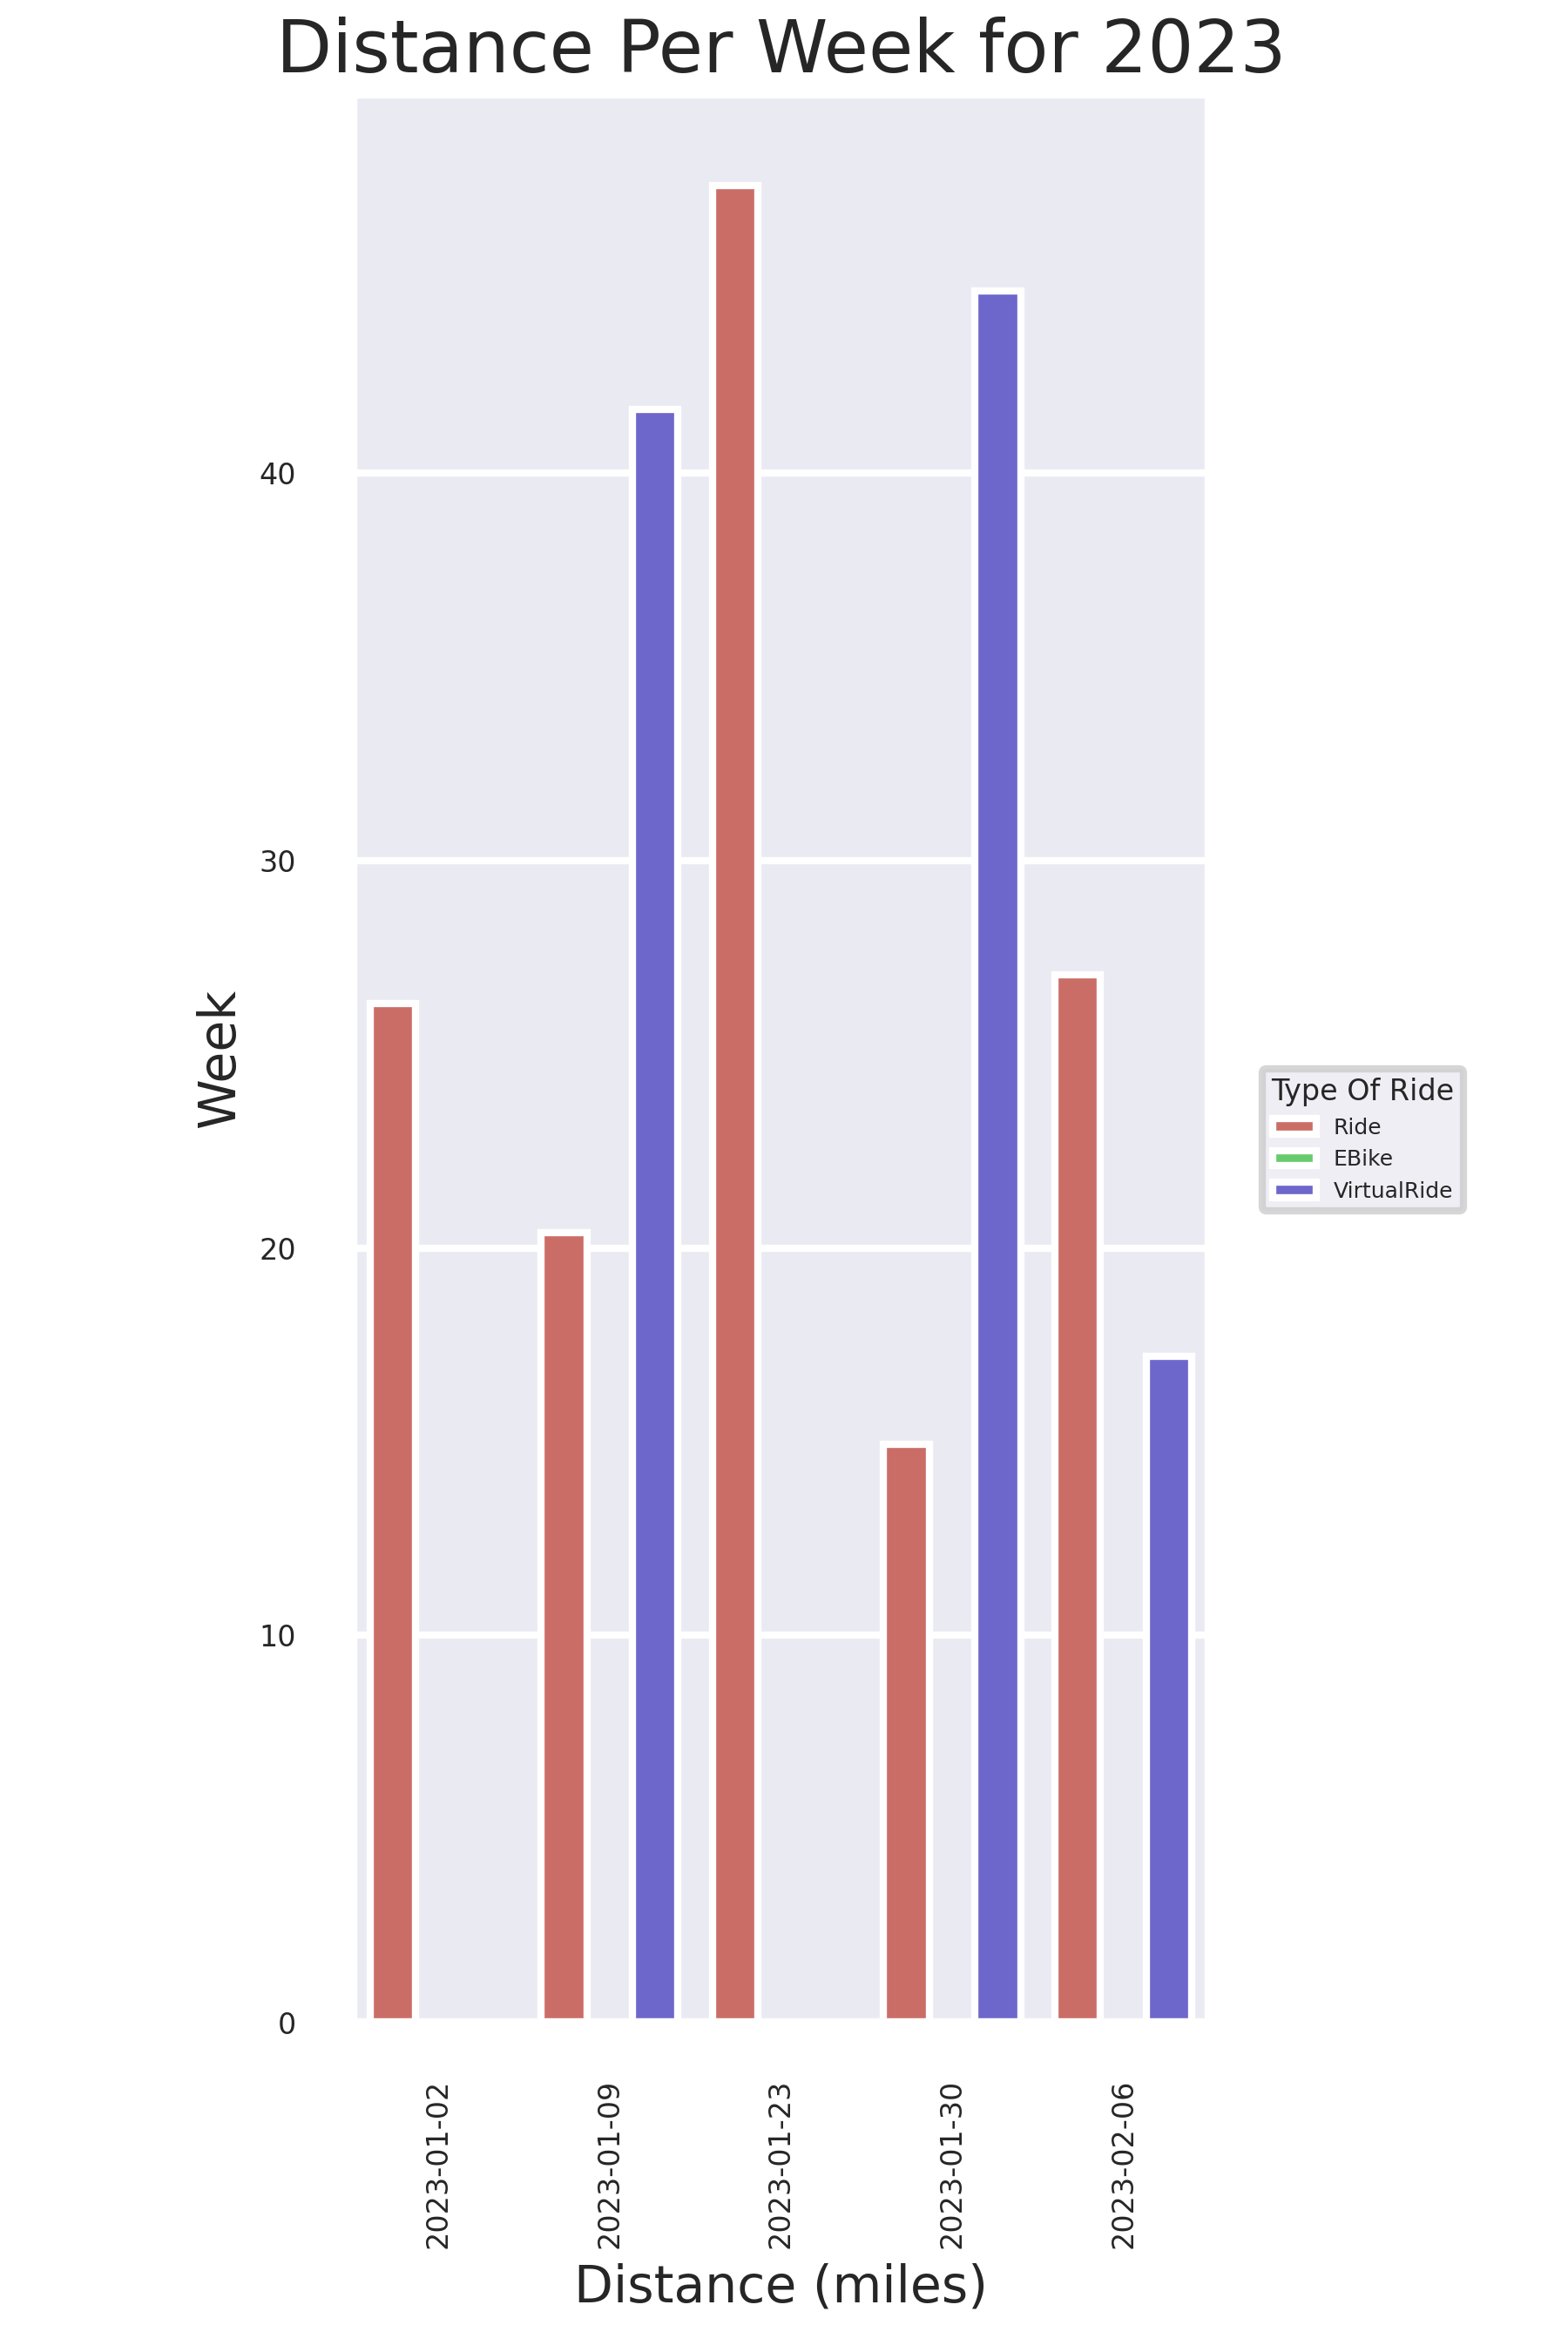 Distance Per Week for 2023
40
30
20
10
0
Week
Type Of Ride
Ride
EBike
VirtualRide
2023-01-02
2023-01-09
2023-01-23
2023-01-30
2023-02-06
Distance (miles)